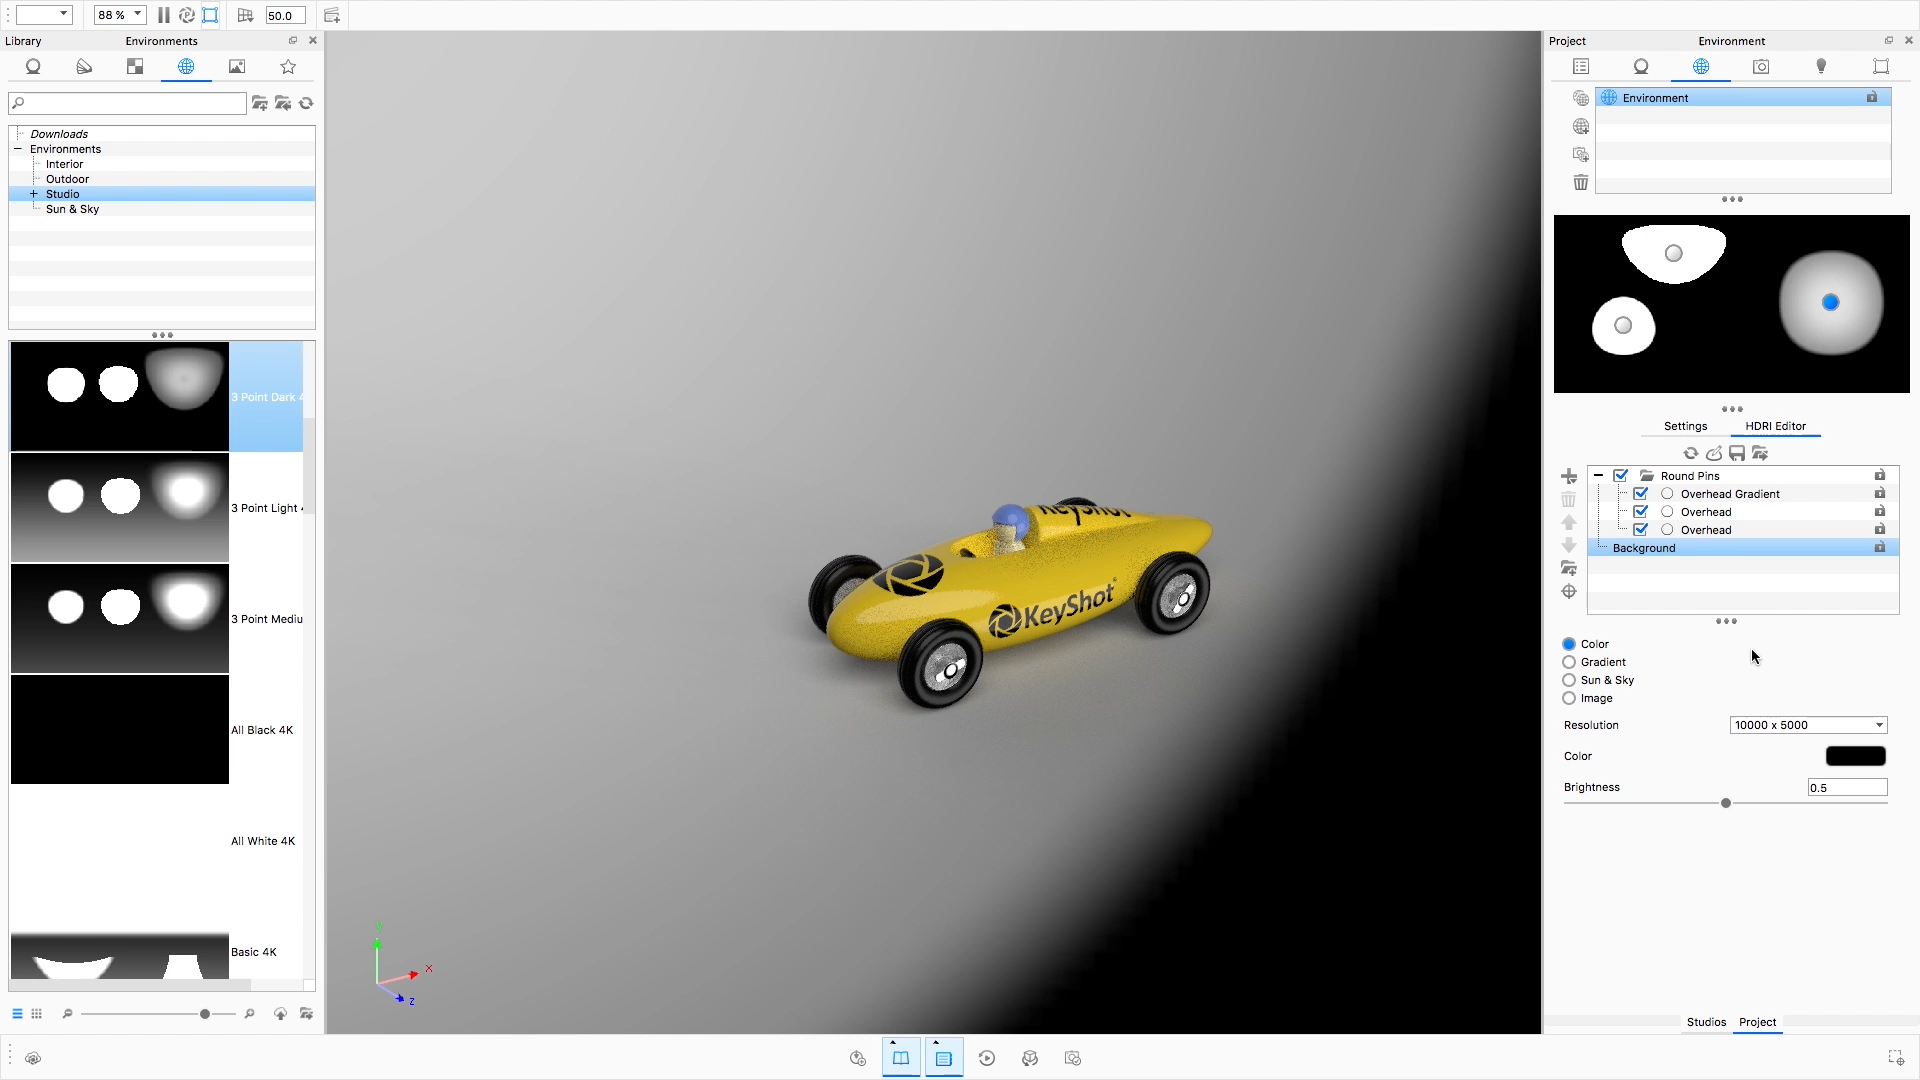 88 %
50.0
Library
Environments
Downloads
Environments
Interior
Outdoor
Studio
Sun & Sky
3 Point Dark 4
3 Point Light
3 Point Mediu
All Black 4K
All White 4K
Basic 4K
KeyShot
KeyShot
y
x
z
Project
Environment
Environment
Settings
HDRI Editor
Round Pins
Overhead Gradient
Overhead
Overhead
Background
Color
Gradient
Sun & Sky
Image
Resolution
10000 x 5000
Color
Brightness
0.5
Studios
Project